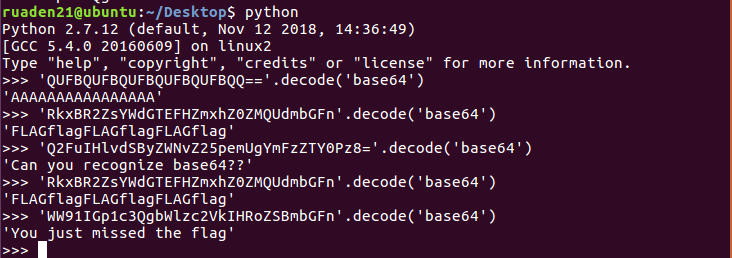 ruaden21@ubuntu:~/Desktop$ python
Python 2.7.12 (default, Nov 12 2018, 14:36:49)
[GCC 5.4.0 20160609] on linux2
Type "help", "copyright", "credits" or "license" for more information.
>>> 'QUFBQUFBQUFBQUFBQUFBQQ=='.decode('base64')
'AAAAAAAAAAAAAAAA'
>>> 'RkxBR2ZsYWdGTEFHZmxhZ0ZMQUdmbGFn'.decode('base64')
'FLAGflagFLAGflagFLAGflag'
>>> 'Q2FuIHlvdSByZWNvZ25pemUgYmFzZTY0Pz8='.decode('base64')
'Can you recognize base64??'
>>> 'RkxBR2ZsYWdGTEFHZmxhZ0ZMQUdmbGFn'.decode('base64')
'FLAGflagFLAGflagFLAGflag'
>>> 'WW91IGp1c3QgbWlzc2VkIHRoZSBmbGFn'.decode('base64')
'You just missed the flag'
>>>